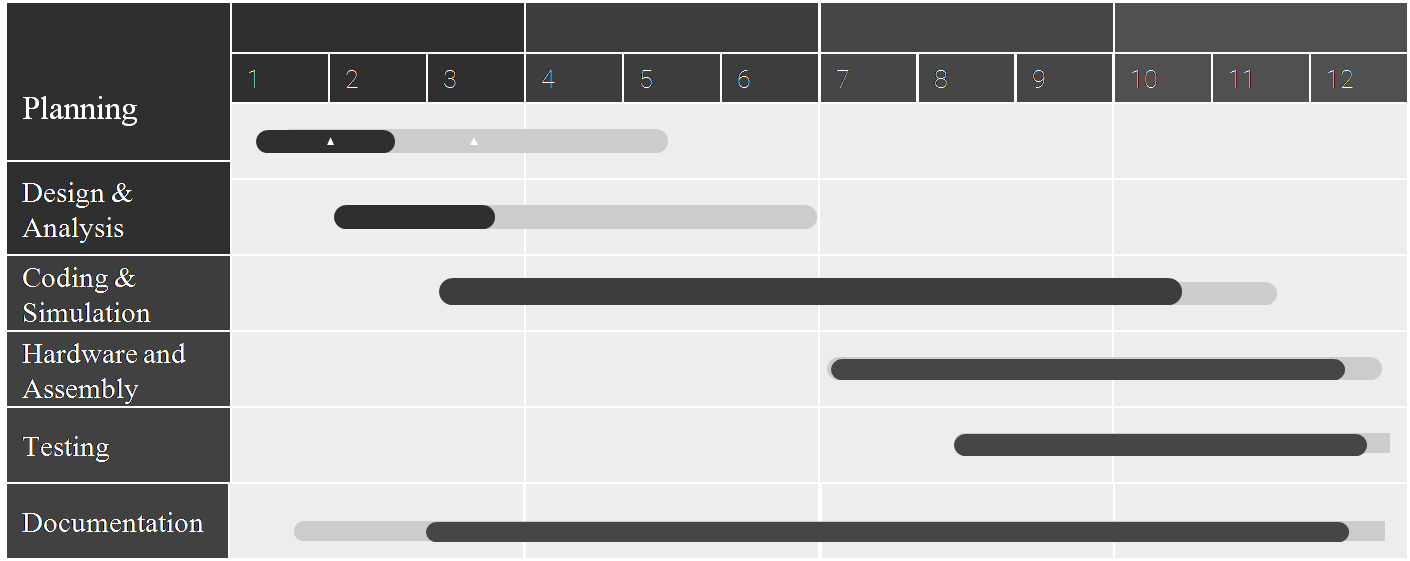 1 2 3 4 5 6 7 8 9 10 11 12
Planning
Design &
Analysis
Coding &
Simulation
Hardware and
Assembly
Testing
Documentation